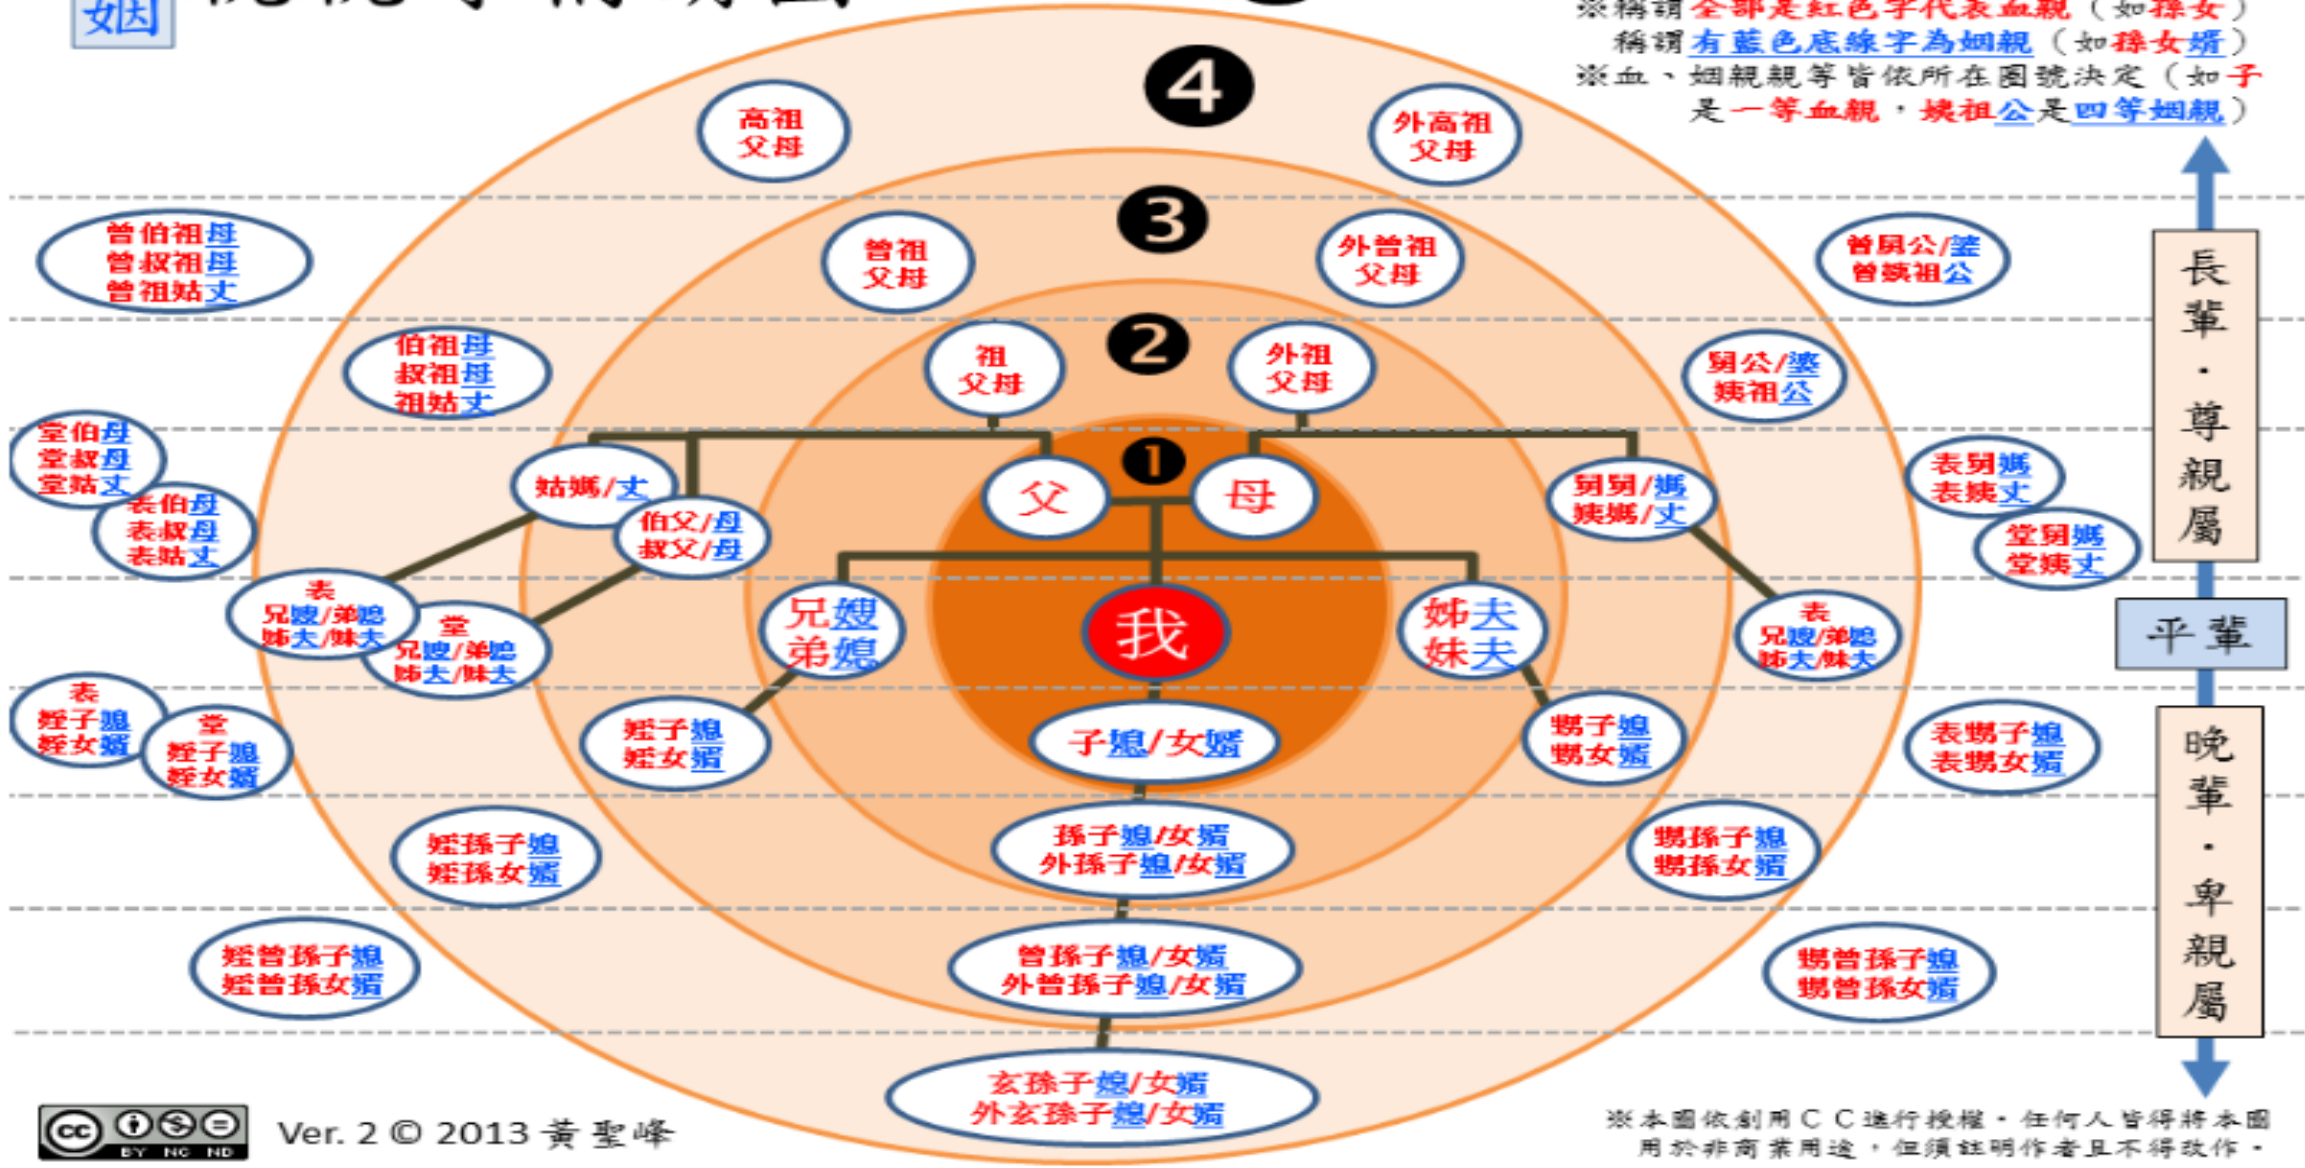 姻
※稱謂全部是紅色字代表血親（如孫女）
稱謂有藍色底線字為姻親（如孫女婿）
※血、姻親親等皆依所在圈號決定（如子
是一等血親，姨祖公是四等姻親）
4
高祖
父母
外高祖
父母
3
曾伯祖母
曾叔祖母
曾祖姑丈
曾祖
父母
外曾祖
父母
曾舅公/婆
曾姨祖公
2
伯祖母
叔祖母
祖姑丈
祖
父母
外祖
父母
舅公/婆
姨祖公
1
堂伯母
堂叔母
堂姑丈
表伯母
表叔母
表姑丈
姑媽/丈
伯父/母
叔父/母
父
母
舅舅/媽
姨媽/丈
表舅媽
表姨丈
堂舅媽
堂姨丈
長輩・尊親屬
表
兄嫂/弟媳
姊夫/妹夫
堂
兄嫂/弟媳
姊夫/妹夫
兄嫂
弟媳
我
姊夫
妹夫
表
兄嫂/弟媳
姊夫/妹夫
平輩
表
姪子媳
姪女婿
堂
姪子媳
姪女婿
姪子媳
姪女婿
子媳/女婿
甥子媳
甥女婿
表甥子媳
表甥女婿
姪孫子媳
姪孫女婿
孫子媳/女婿
外孫子媳/女婿
甥孫子媳
甥孫女婿
姪曾孫子媳
姪曾孫女婿
曾孫子媳/女婿
外曾孫子媳/女婿
甥曾孫子媳
甥曾孫女婿
晚輩・卑親屬
玄孫子媳/女婿
外玄孫子媳/女婿
cc
BY NC ND
Ver. 2 © 2013 黃聖峰
※本圖依創用ＣＣ進行授權。任何人皆得將本圖
用於非商業用途，但須註明作者且不得改作。